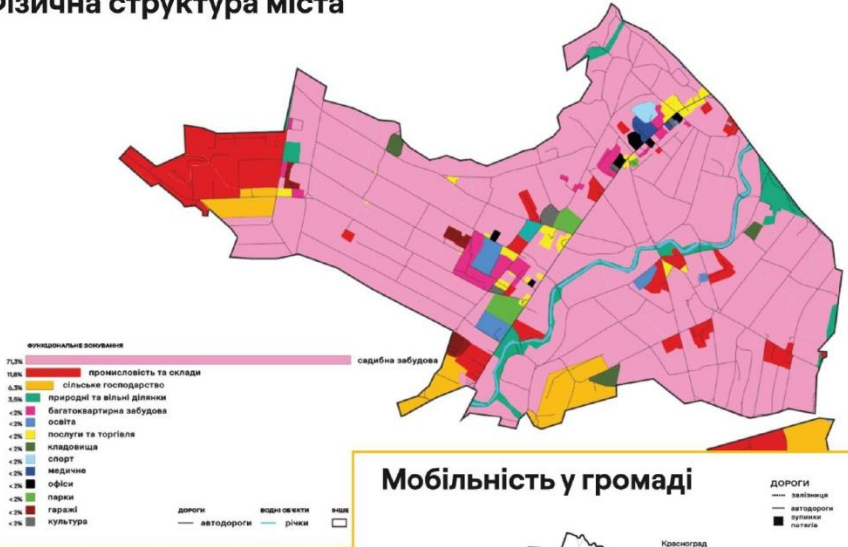 Фізична структура міста
ФУНКЦІОНАЛЬНЕ ЗОНУВАННЯ
71,3% садибна забудова
11,8% промисловість та склади
6,3% сільське господарство
3,5% природні та вільні ділянки
<2% багатоквартирна забудова
<2% освіта
<2% послуги та торгівля
<2% кладовища
<2% спорт
<2% медичне
<2% офіси
<2% парки
<2% гаражі
<2% культура
ДОРОГИ
автодороги
ВОДНІ ОБ'ЄКТИ
річки
ІНШЕ
Мобільність у громаді
ДОРОГИ
залізниця
автодороги
зупинки
потягів
Красноград